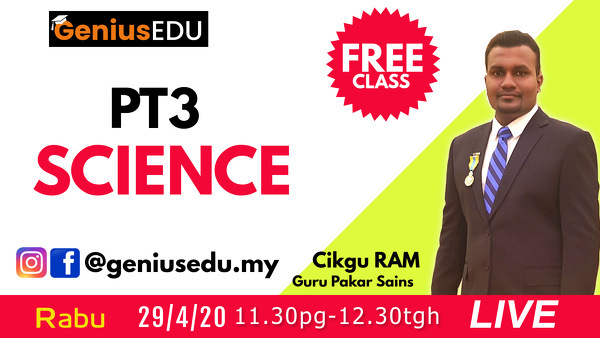 GeniusEDU
FREE
CLASS
PT3
SCIENCE
@geniusedu.my
Cikgu RAM
Guru Pakar Sains
Rabu 29/4/20 11.30pg-12.30tgh LIVE